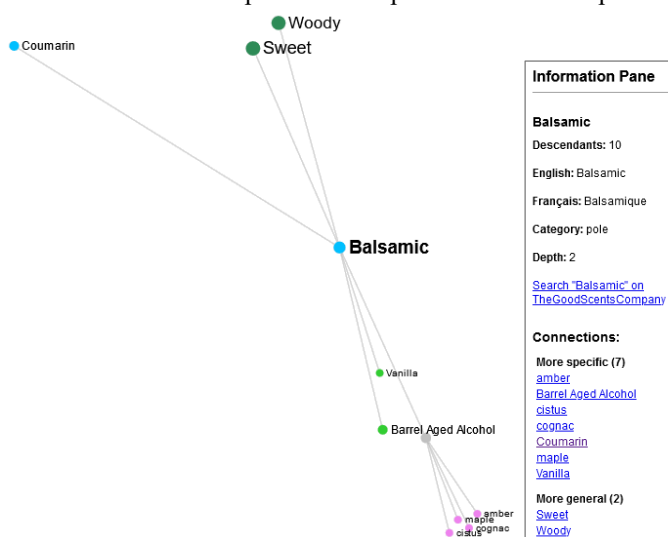 Woody
Coumarin
Sweet
Balsamic
Vanilla
Barrel Aged Alcohol
amber
maple
cognac
cistus
Information Pane
Balsamic
Descendants: 10
English: Balsamic
Français: Balsamique
Category: pole
Depth: 2
Search "Balsamic" on
TheGoodScentsCompany
Connections:
More specific (7)
amber
Barrel Aged Alcohol
cistus
cognac
Coumarin
maple
Vanilla
More general (2)
Sweet
Woody